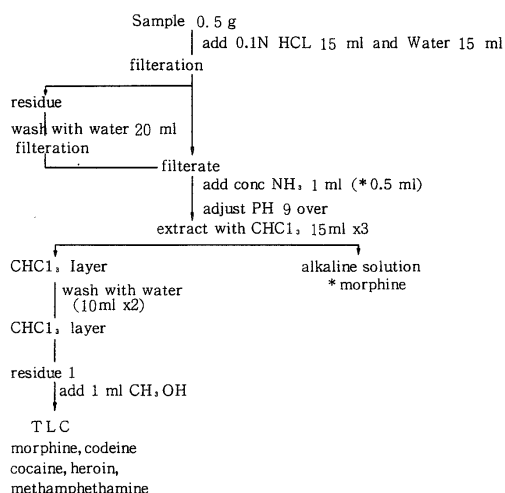 Sample 0.5 g
add 0.1N HCL 15 ml and Water 15 ml
filteration
residue
wash with water 20 ml
filteration
filterate
add conc NH₃ 1 ml (*0.5 ml)
adjust PH 9 over
extract with CHC1₃ 15ml x3
CHC1₃ layer
alkaline solution
*morphine
wash with water
(10ml x2)
CHC1₃ layer
residue 1
add 1 ml CH₃OH
TLC
morphine, codeine
cocaine, heroin,
methamphethamine